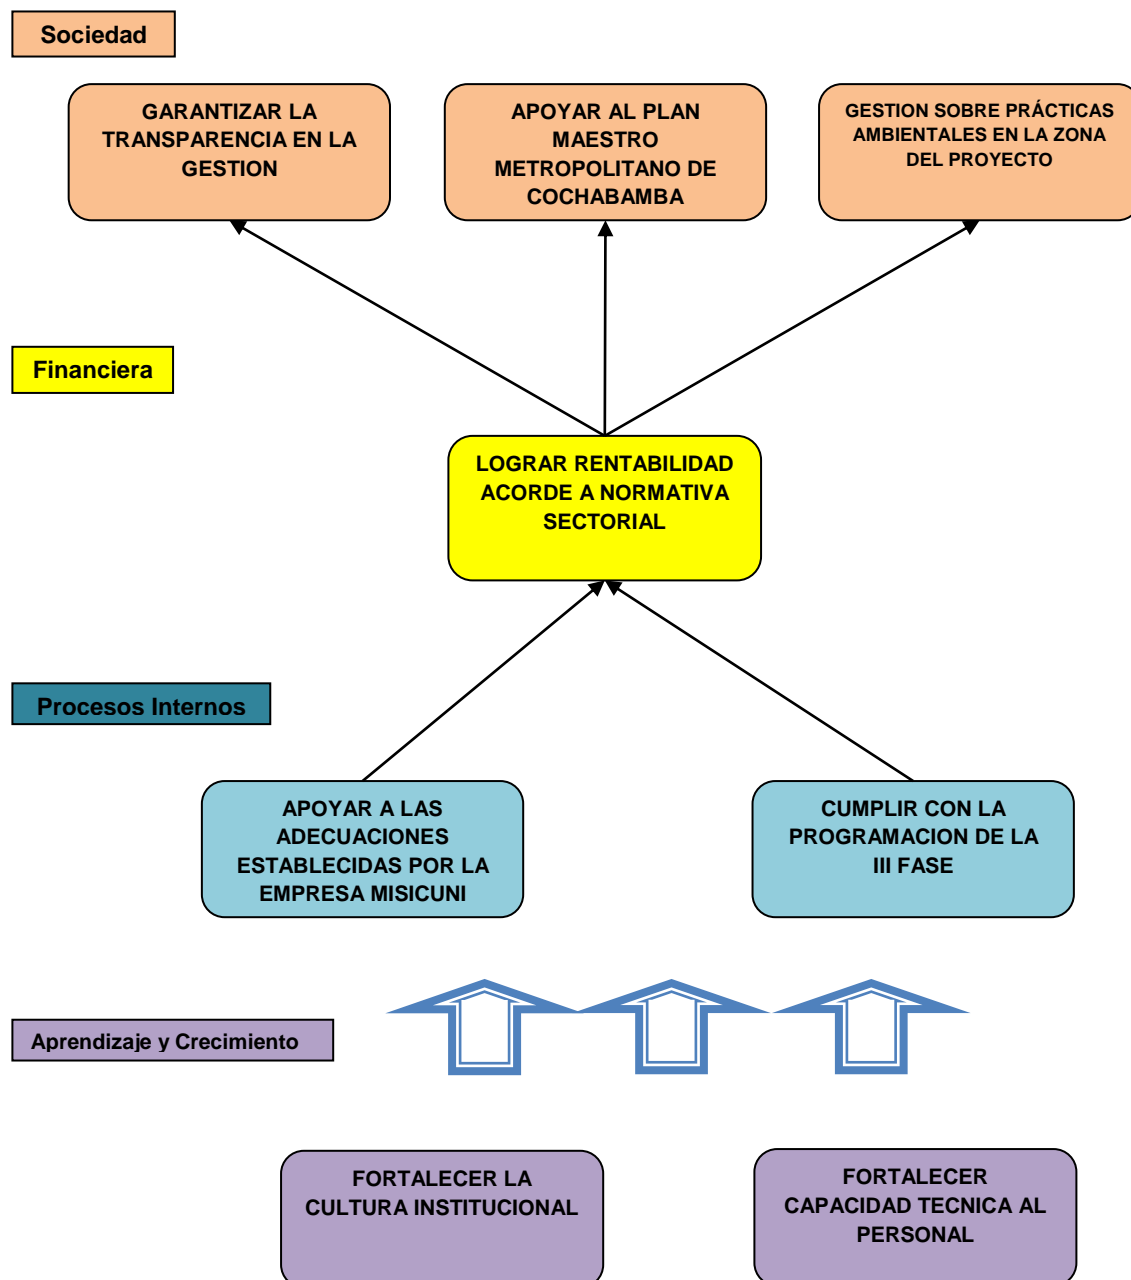 Sociedad
GARANTIZAR LA
TRANSPARENCIA EN LA
GESTION
APOYAR AL PLAN
MAESTRO
METROPOLITANO DE
COCHABAMBA
GESTION SOBRE PRÁCTICAS
AMBIENTALES EN LA ZONA
DEL PROYECTO
Financiera
LOGRAR RENTABILIDAD
ACORDE A NORMATIVA
SECTORIAL
Procesos Internos
APOYAR A LAS
ADECUACIONES
ESTABLECIDAS POR LA
EMPRESA MISICUNI
CUMPLIR CON LA
PROGRAMACION DE LA
III FASE
Aprendizaje y Crecimiento
FORTALECER LA
CULTURA INSTITUCIONAL
FORTALECER
CAPACIDAD TECNICA AL
PERSONAL